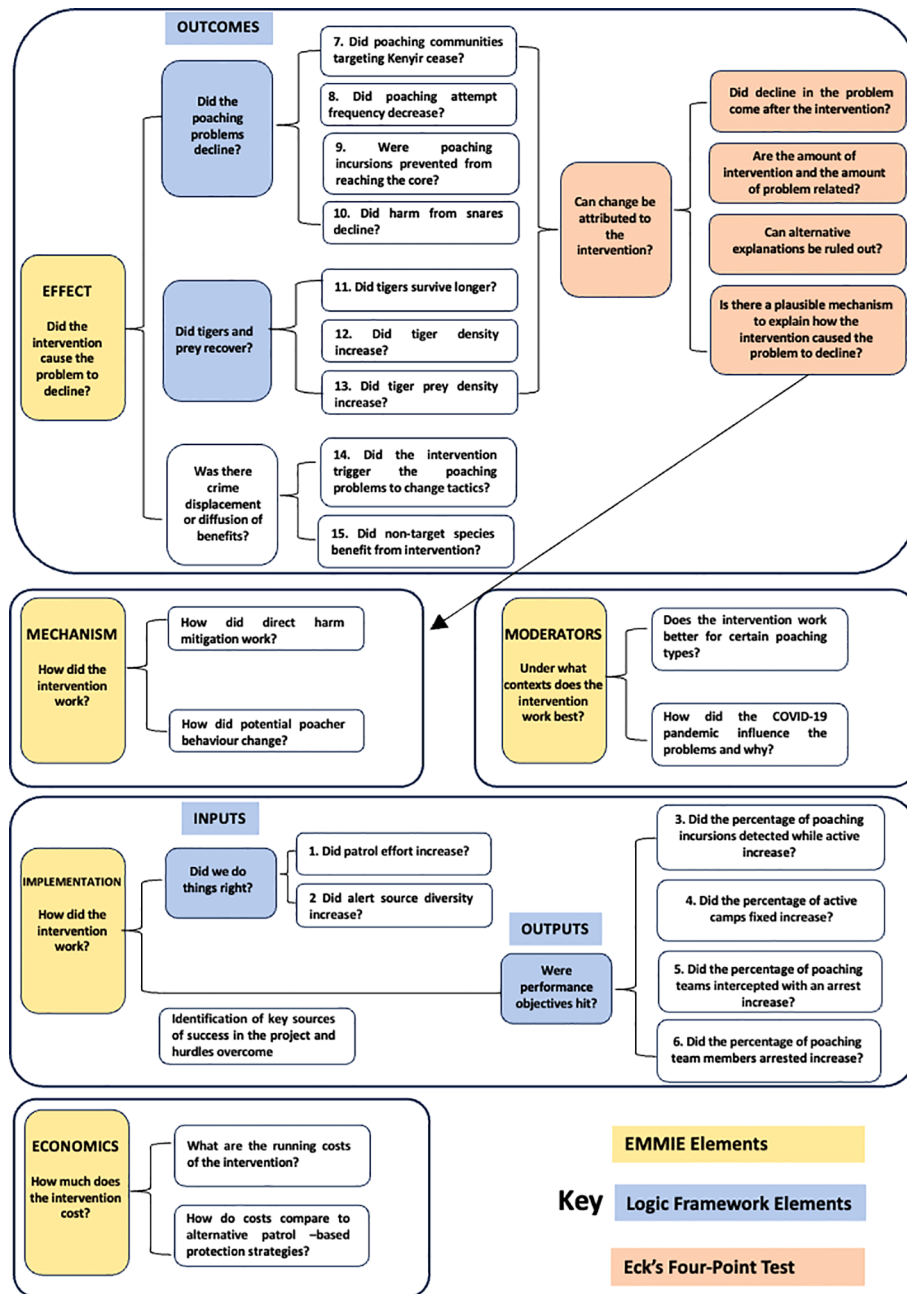 OUTCOMES
Did the
poaching
problems
decline?
7. Did poaching communities
targeting Kenyir cease?
8. Did poaching attempt
frequency decrease?
9. Were poaching
incursions prevented from
reaching the core?
10. Did harm from snares
decline?
EFFECT
Did the
intervention
cause the
problem to
decline?
Did tigers and
prey recover?
11. Did tigers survive longer?
12. Did tiger density
increase?
13. Did tiger prey density
increase?
Was there
crime
displacement
or diffusion of
benefits?
14. Did the intervention
trigger the poaching
problems to change tactics?
15. Did non-target species
benefit from intervention?
Can change be
attributed to
the
intervention?
Did decline in the problem
come after the intervention?
Are the amount of
intervention and the amount
of problem related?
Can alternative
explanations be ruled out?
Is there a plausible mechanism
to explain how the
intervention caused the
problem to decline?
MECHANISM
How did the
intervention
work?
How did direct harm
mitigation work?
How did potential poacher
behaviour change?
MODERATORS
Under what
contexts does the
intervention
work best?
Does the intervention work
better for certain poaching
types?
How did the COVID-19
pandemic influence the
problems and why?
INPUTS
IMPLEMENTATION
How did the
intervention
work?
Did we do
things right?
1. Did patrol effort increase?
2 Did alert source diversity
increase?
Identification of key sources
of success in the project and
hurdles overcome
OUTPUTS
Were
performance
objectives hit?
3. Did the percentage of poaching
incursions detected while active
increase?
4. Did the percentage of active
camps fixed increase?
5. Did the percentage of poaching
teams intercepted with an arrest
increase?
6. Did the percentage of poaching
team members arrested increase?
ECONOMICS
How much does
the intervention
cost?
What are the running costs
of the intervention?
How do costs compare to
alternative patrol –based
protection strategies?
Key
EMMIE Elements
Logic Framework Elements
Eck's Four-Point Test